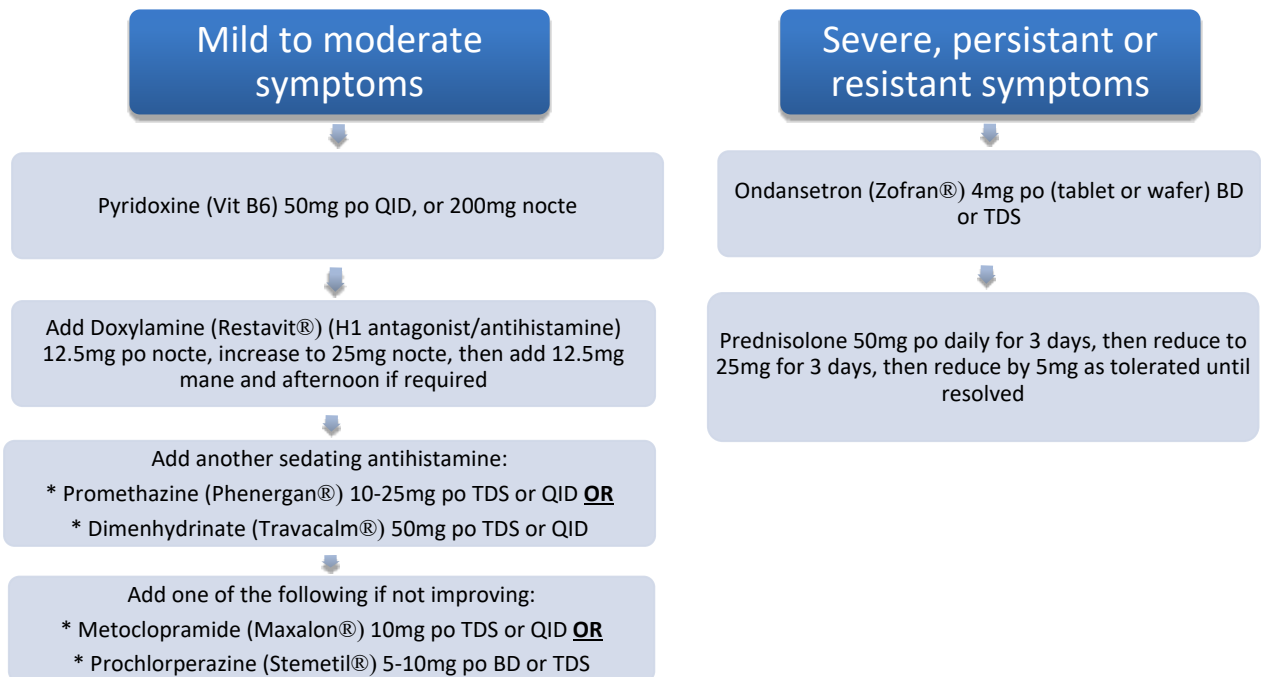 Mild to moderate
symptoms
Pyridoxine (Vit B6) 50mg po QID, or 200mg nocte
Add Doxylamine (Restavit®) (H1 antagonist/antihistamine)
12.5mg po nocte, increase to 25mg nocte, then add 12.5mg
mane and afternoon if required
Add another sedating antihistamine:
* Promethazine (Phenergan®) 10-25mg po TDS or QID OR
* Dimenhydrinate (Travacalm®) 50mg po TDS or QID
Add one of the following if not improving:
* Metoclopramide (Maxalon®) 10mg po TDS or QID OR
* Prochlorperazine (Stemetil®) 5-10mg po BD or TDS
Severe, persistant or
resistant symptoms
Ondansetron (Zofran®) 4mg po (tablet or wafer) BD
or TDS
Prednisolone 50mg po daily for 3 days, then reduce to
25mg for 3 days, then reduce by 5mg as tolerated until
resolved